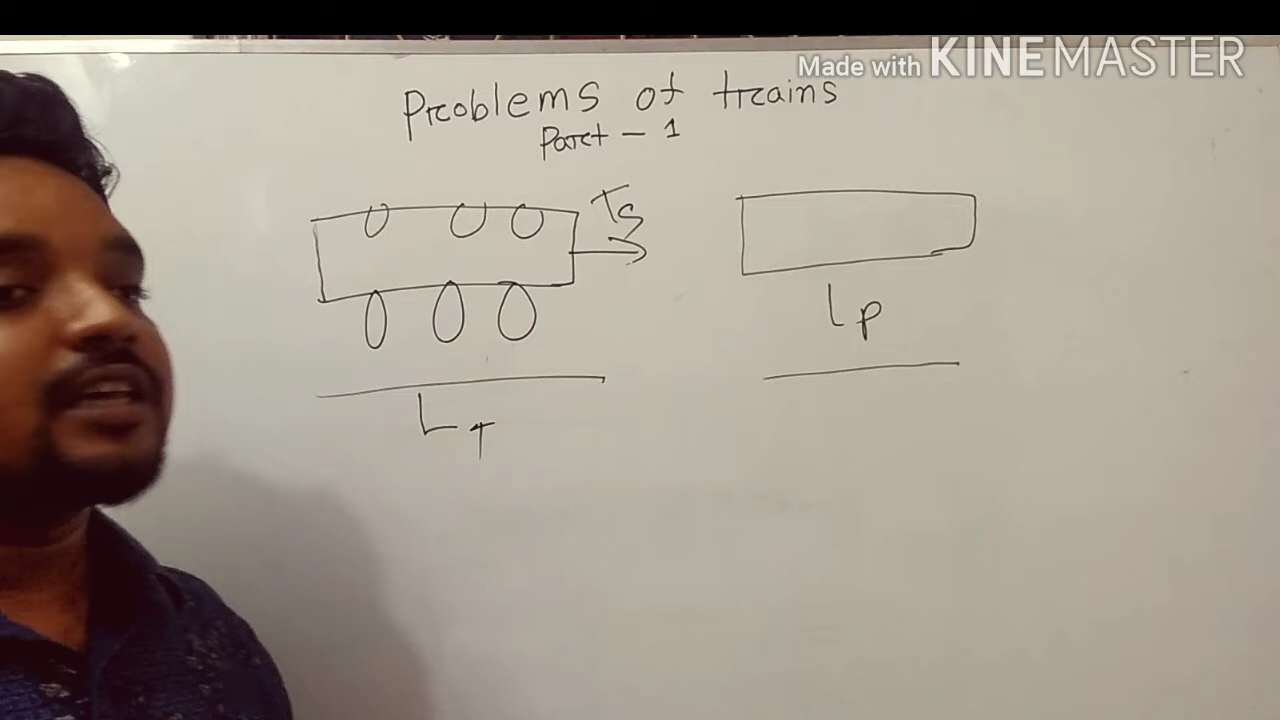 Made with KINEMASTER
Problems of trains
Part - 1
Ts
Lp
LT